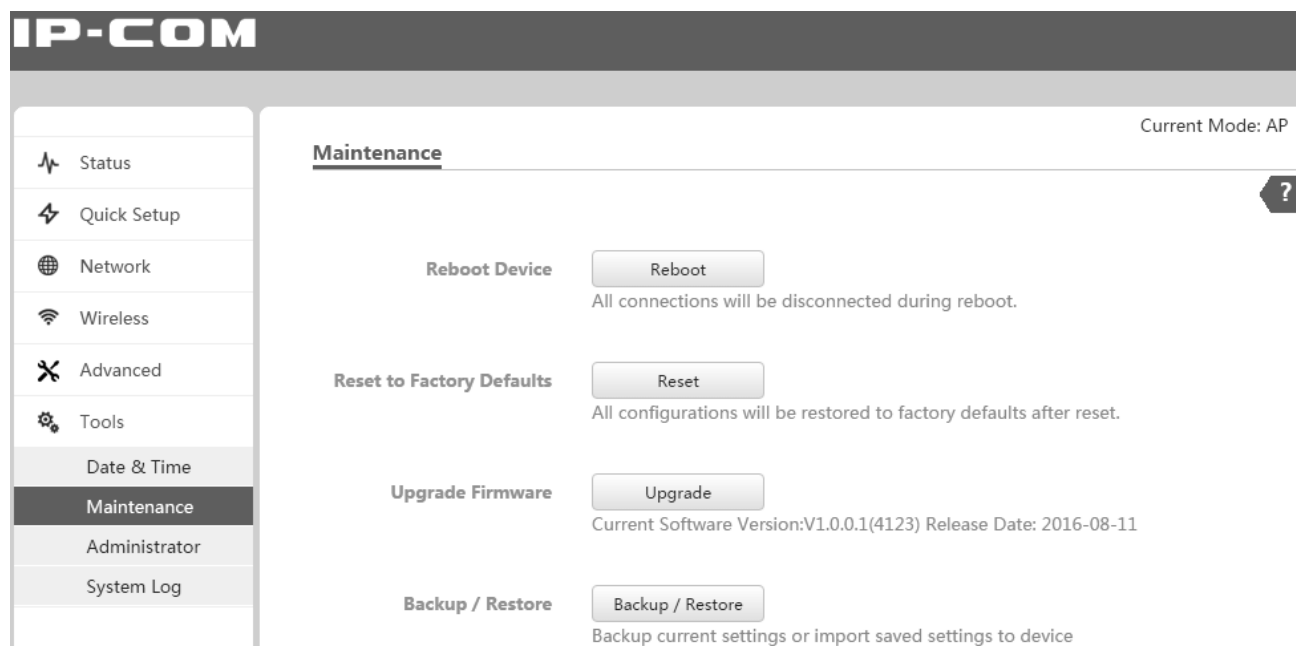 IP-COM
Current Mode: AP
Maintenance
?
Status
Quick Setup
Network
Wireless
Advanced
Tools
Date & Time
Maintenance
Administrator
System Log
Reboot Device
Reboot
All connections will be disconnected during reboot.
Reset to Factory Defaults
Reset
All configurations will be restored to factory defaults after reset.
Upgrade Firmware
Upgrade
Current Software Version:V1.0.0.1(4123) Release Date: 2016-08-11
Backup / Restore
Backup / Restore
Backup current settings or import saved settings to device